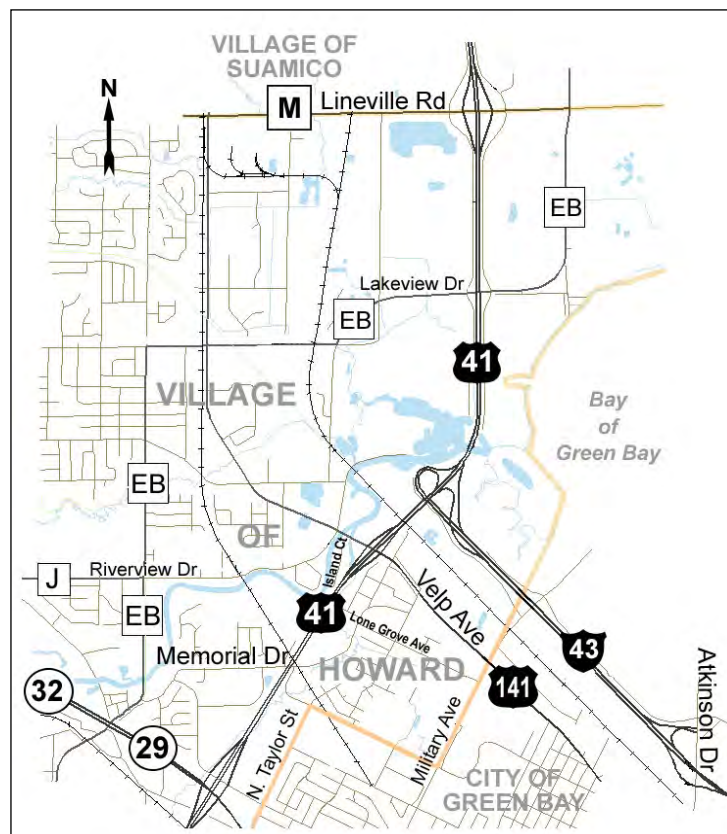 VILLAGE OF
SUAMICO
N
M
Lineville Rd
EB
Lakeview Dr
EB
41
VILLAGE
Bay
of
Green Bay
EB
OF
J
Riverview Dr
Island Ct
EB
41
Velp Ave
Lone Grove Ave
43
Memorial Dr
HOWARD
32
141
Atkinson Dr
29
N. Taylor St
Military Ave
CITY OF
GREEN BAY